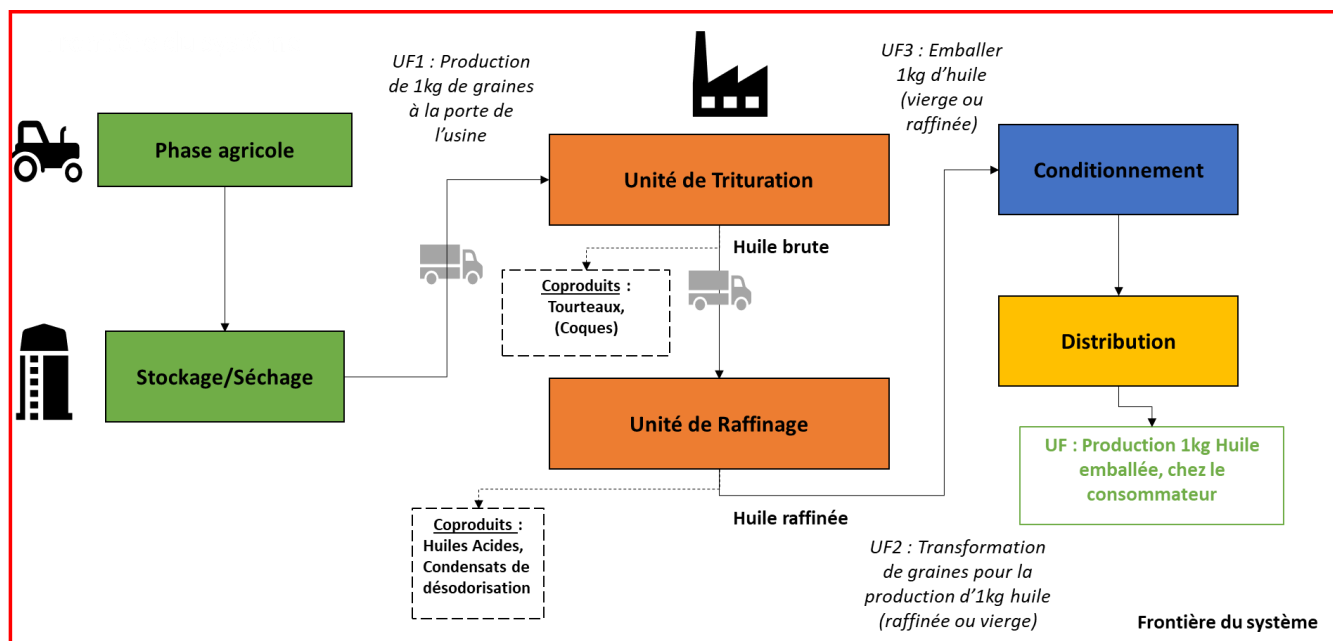 UF1 : Production
de 1kg de graines
à la porte de
l'usine
UF3 : Emballer
1kg d'huile
(vierge ou
raffinée)
Phase agricole
Unité de Trituration
Conditionnement
Huile brute
Coproduits :
Tourteaux,
(Coques)
Stockage/Séchage
Distribution
Unité de Raffinage
UF : Production 1kg Huile
emballée, chez le
consommateur
Huile raffinée
Coproduits :
Huiles Acides,
Condensats de
désodorisation
UF2 : Transformation
de graines pour la
production d'1kg huile
(raffinée ou vierge)
Frontière du système